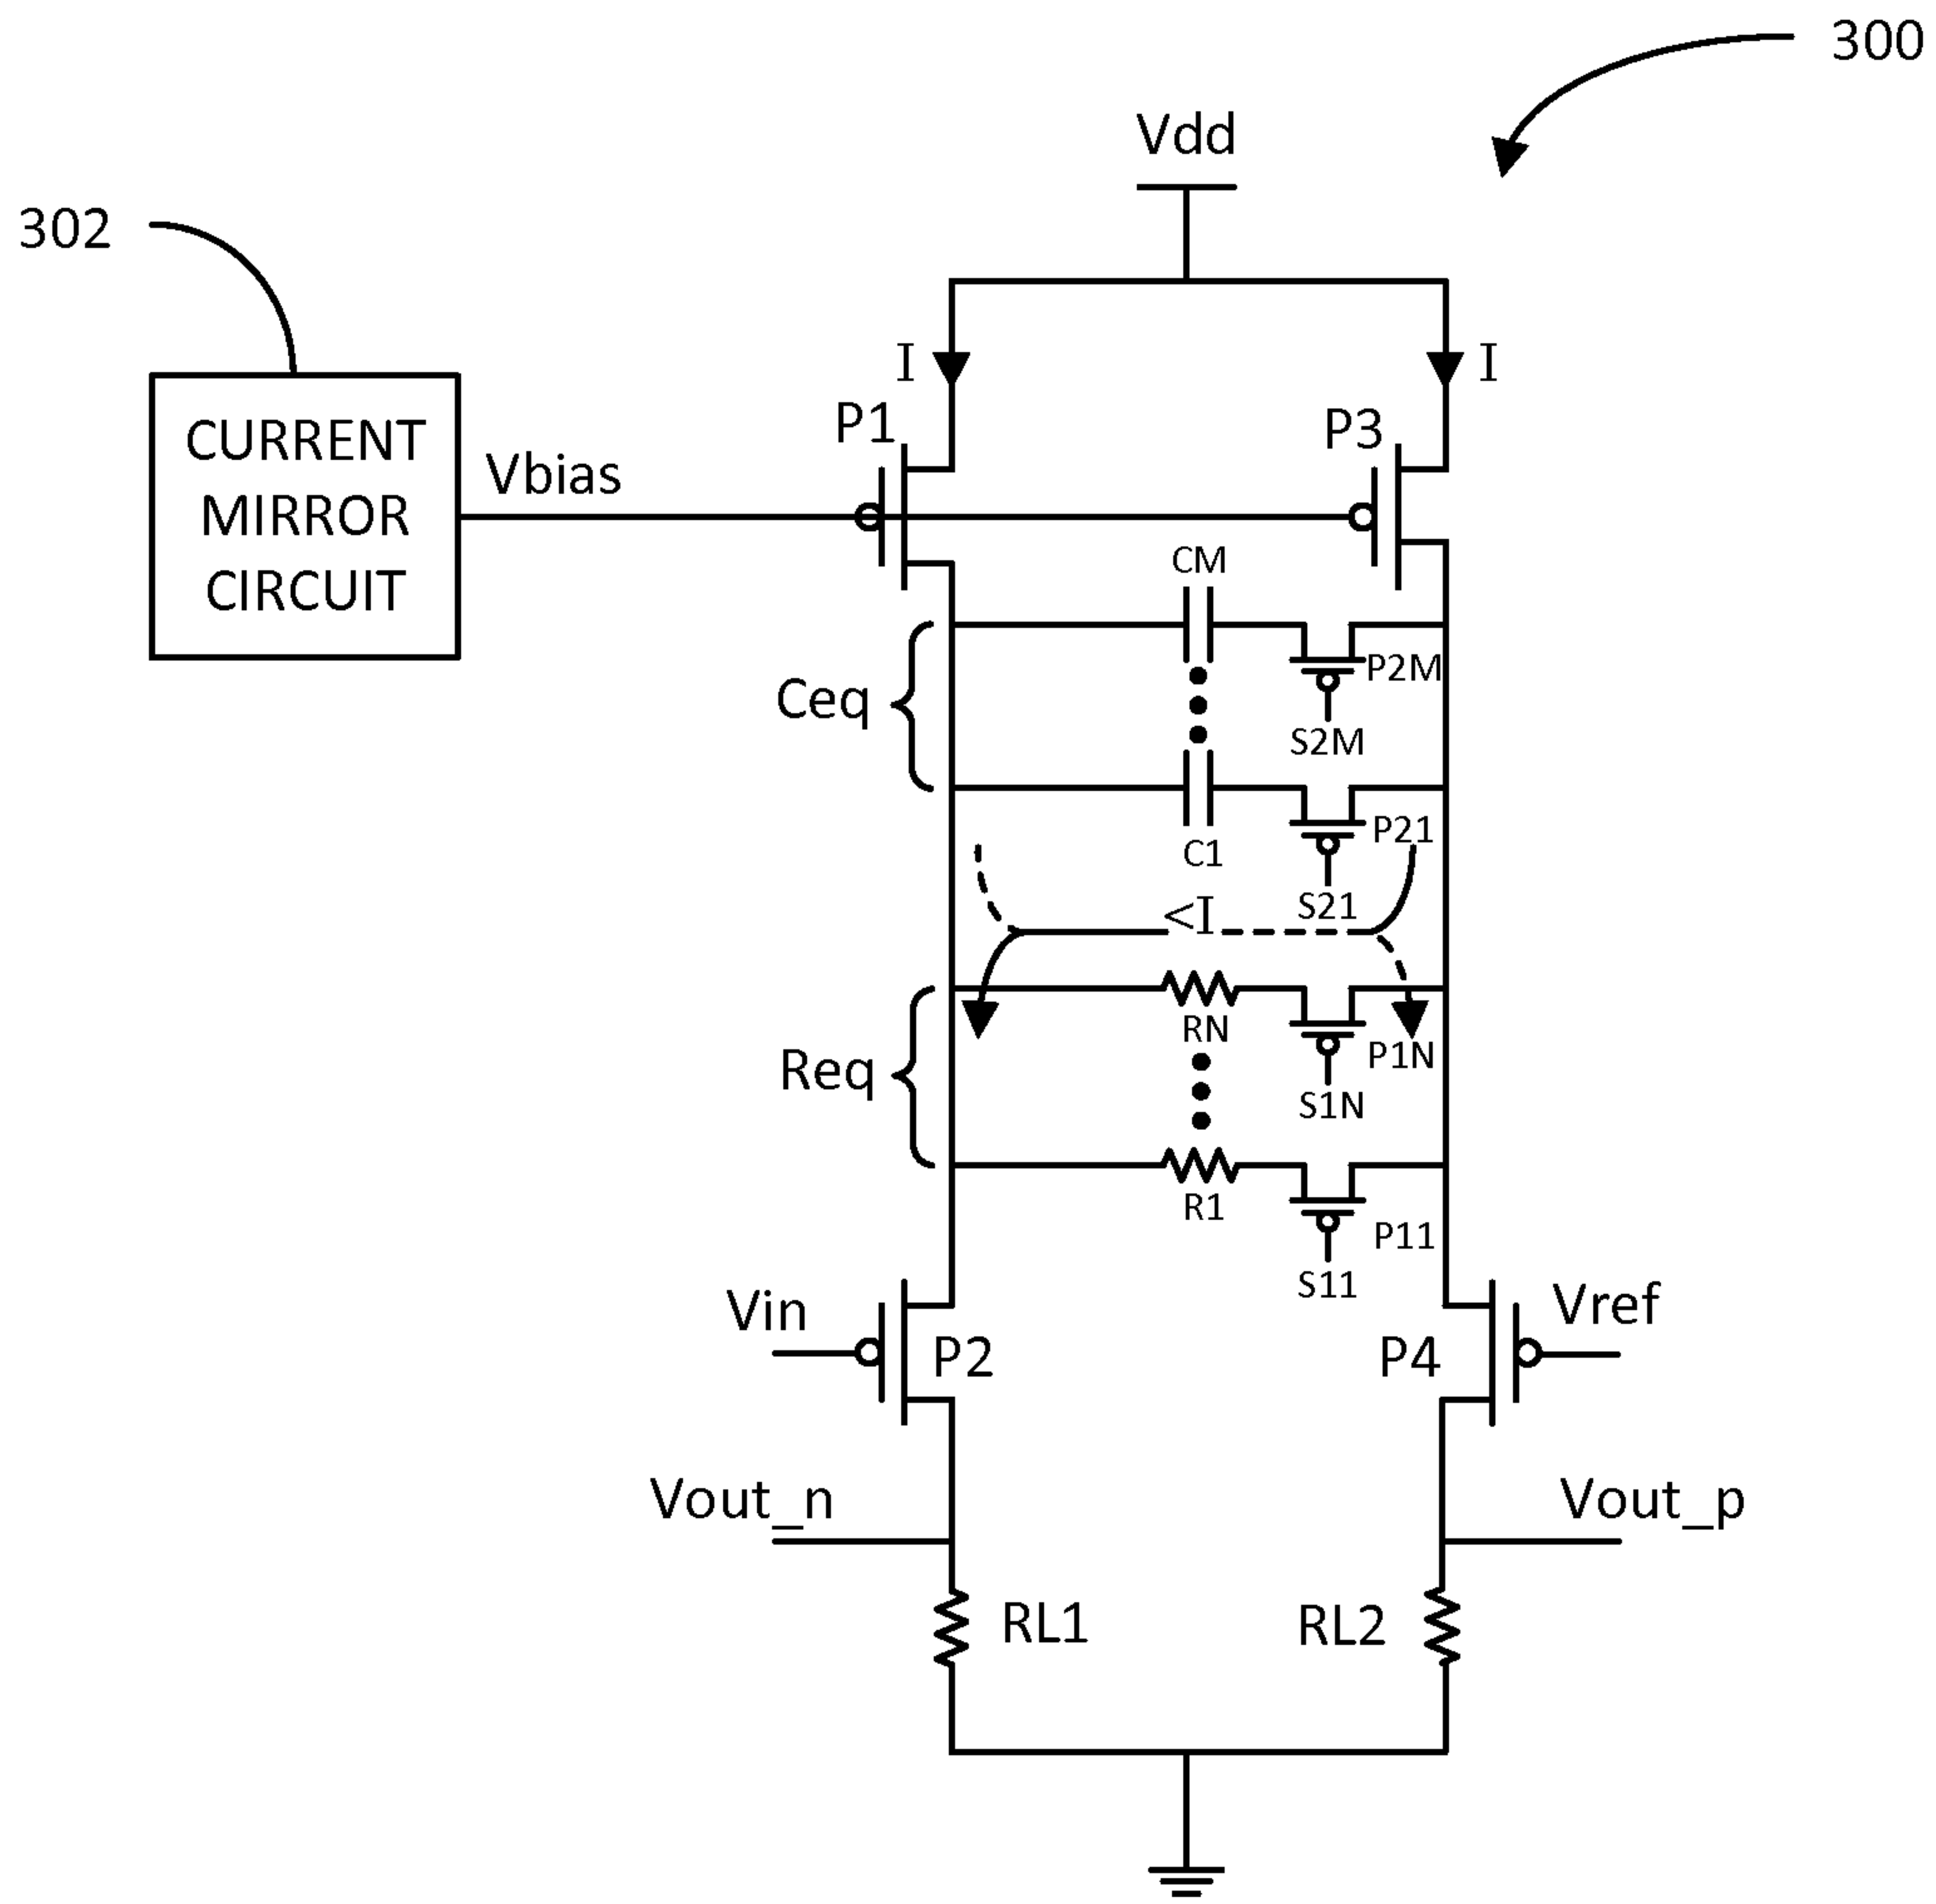 300
Vdd
302
I
I
P1
P3
CURRENT
MIRROR
CIRCUIT
Vbias
CM
P2M
Ceq
S2M
P21
C1
S21
<I
RN
P1N
Req
S1N
R1
P11
S11
Vin
Vref
P2
P4
Vout_n
Vout_p
RL1
RL2